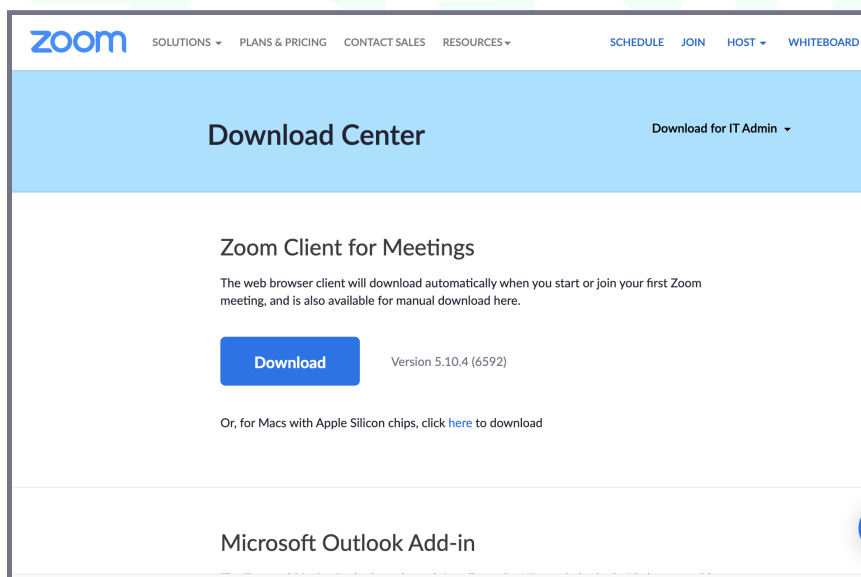 zoom SOLUTIONS PLANS & PRICING CONTACT SALES RESOURCES SCHEDULE JOIN HOST WHITEBOARD
Download Center
Download for IT Admin
Zoom Client for Meetings
The web browser client will download automatically when you start or join your first Zoom
meeting, and is also available for manual download here.
Download Version 5.10.4 (6592)
Or, for Macs with Apple Silicon chips, click here to download
Microsoft Outlook Add-in